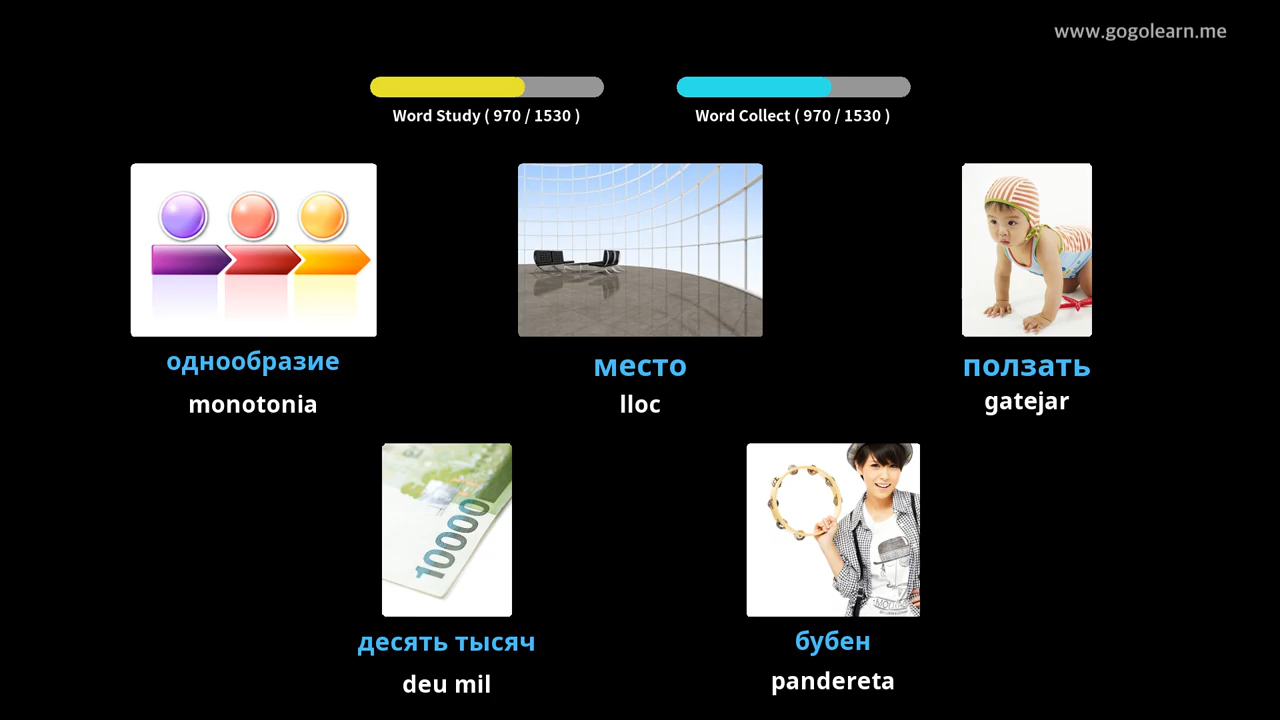 www.gogolearn.me
Word Study ( 970 / 1530 )
Word Collect ( 970 / 1530 )
однообразие
monotonia
место
lloc
ползать
gatejar
10000
десять тысяч
deu mil
бубен
pandereta